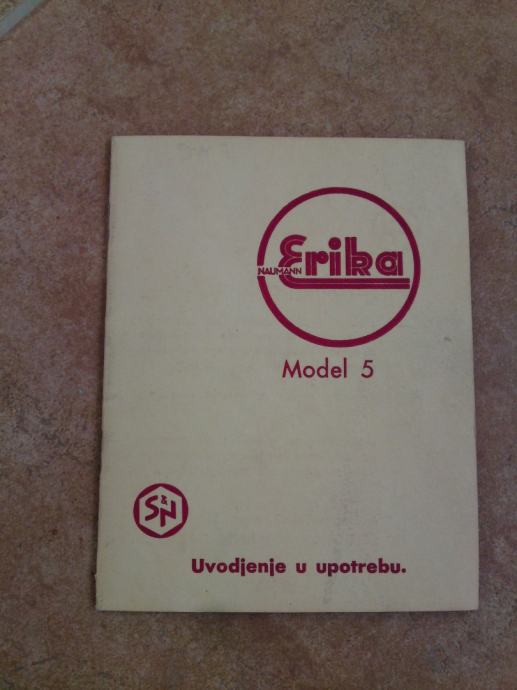 Erika
NAUMANN
Model 5
S&N
Uvodjenje u upotrebu.